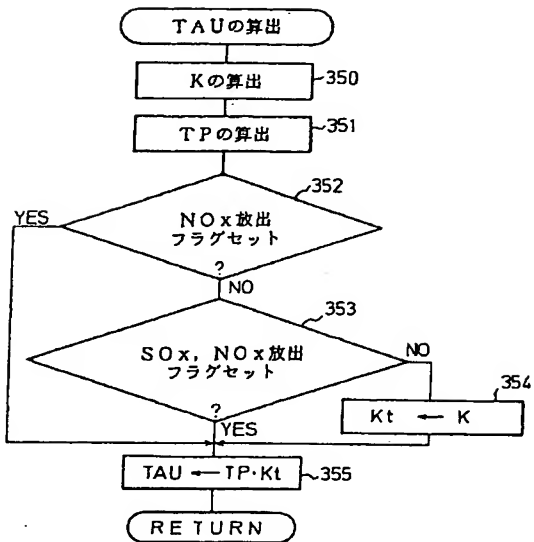 TAUの算出
Kの算出
350
TPの算出
351
352
YES
NOx放出
フラグセット
?
NO
353
SOx, NOx放出
フラグセット
?
NO
YES
354
Kt ← K
TAU ← TP・Kt
355
RETURN